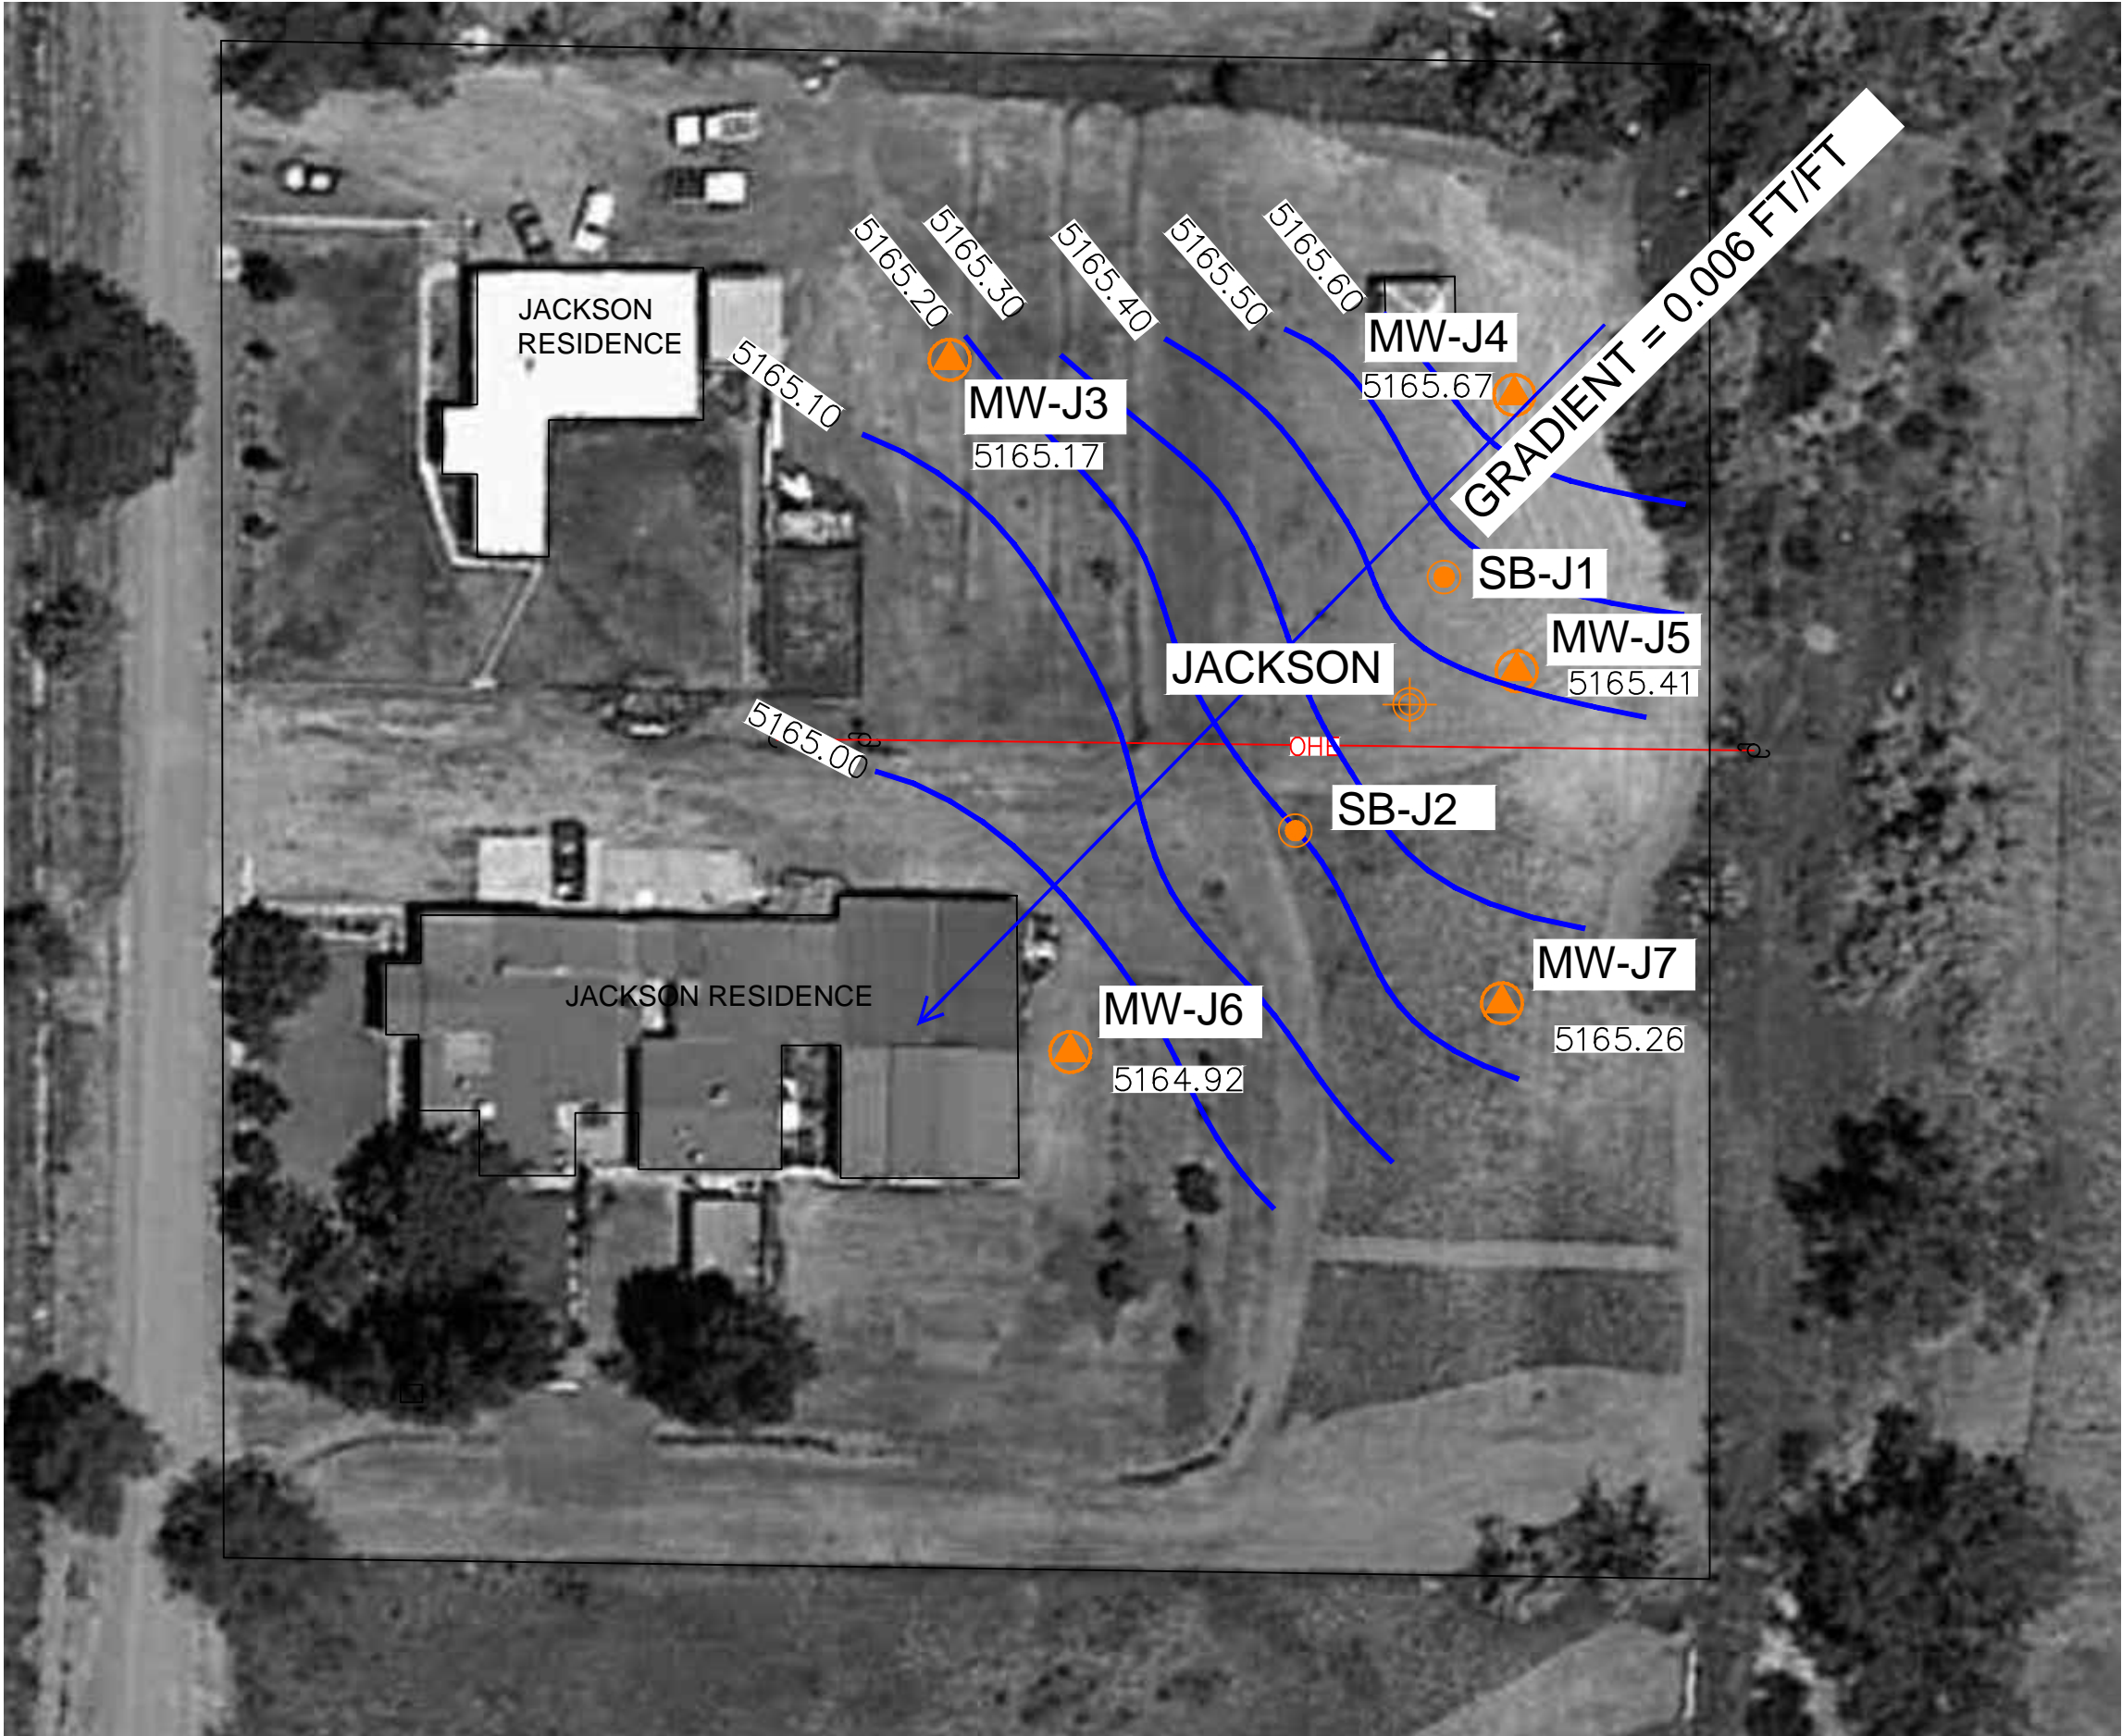 GRADIENT = 0.006 FT/FT
5165.20
5165.30
5165.40
5165.50
5165.60
JACKSON
RESIDENCE
5165.10
MW-J4
5165.67
MW-J3
5165.17
SB-J1
MW-J5
5165.41
JACKSON
5165.00
OHE
SB-J2
MW-J7
5165.26
JACKSON RESIDENCE
MW-J6
5164.92